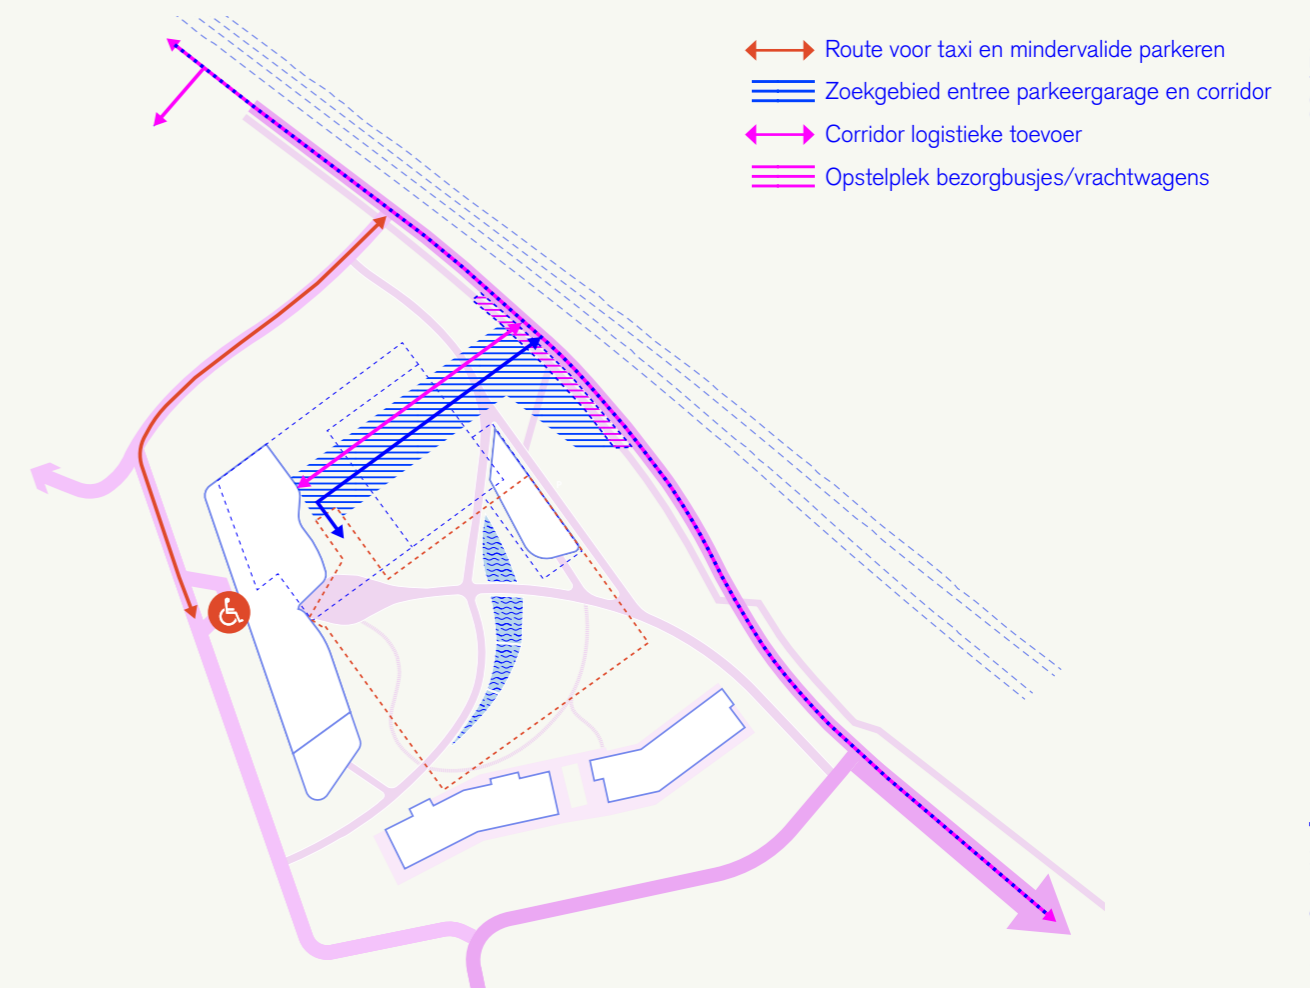 Route voor taxi en mindervalide parkeren
Zoekgebied entree parkeergarage en corridor
Corridor logistieke toevoer
Opstelplek bezorgbusjes/vrachtwagens